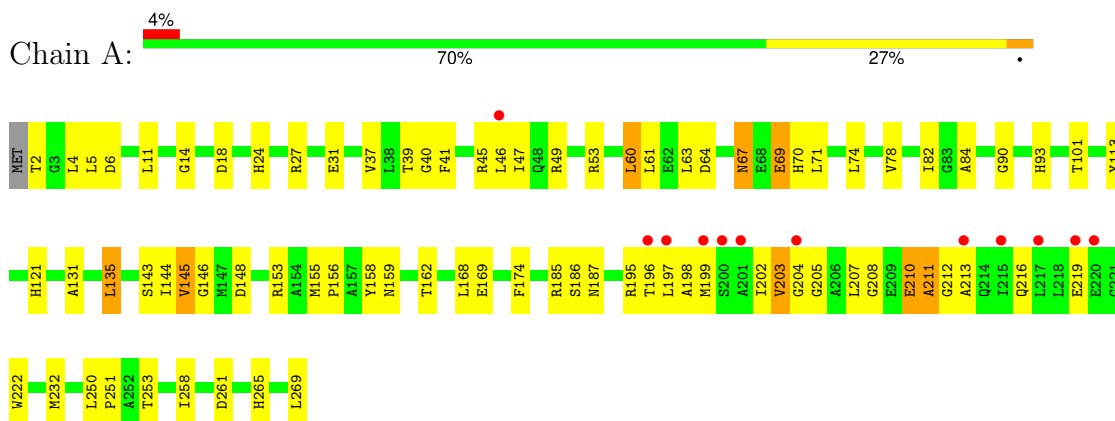 4%
Chain A:
70% 27% •
MET T2 G3 L4 L5 D6 L11 G14 D18 H24 R27 E31 V37 L38 T39 G40 F41 R45 L46 I47 Q48 R49 R53 L60 L61 E62 L63 D64 N67 E68 E69 H70 L71 L74 V78 I82 G83 A84 G90 H93 T101
H121 A131 L135 S143 I144 V145 G146 M147 D148 R153 A154 M155 P156 A157 Y158 N159 T162 L168 E169 F174 R185 S186 N187 R195 T196 L197 A198 M199 S200 A201 I202 V203 G204 G205 A206 L207 G208 E209 E210 A211 G212 A213 Q214 I215 Q216 L217 L218 E219 E220
W222 M232 L250 P251 A252 T253 I258 D261 H265 L269